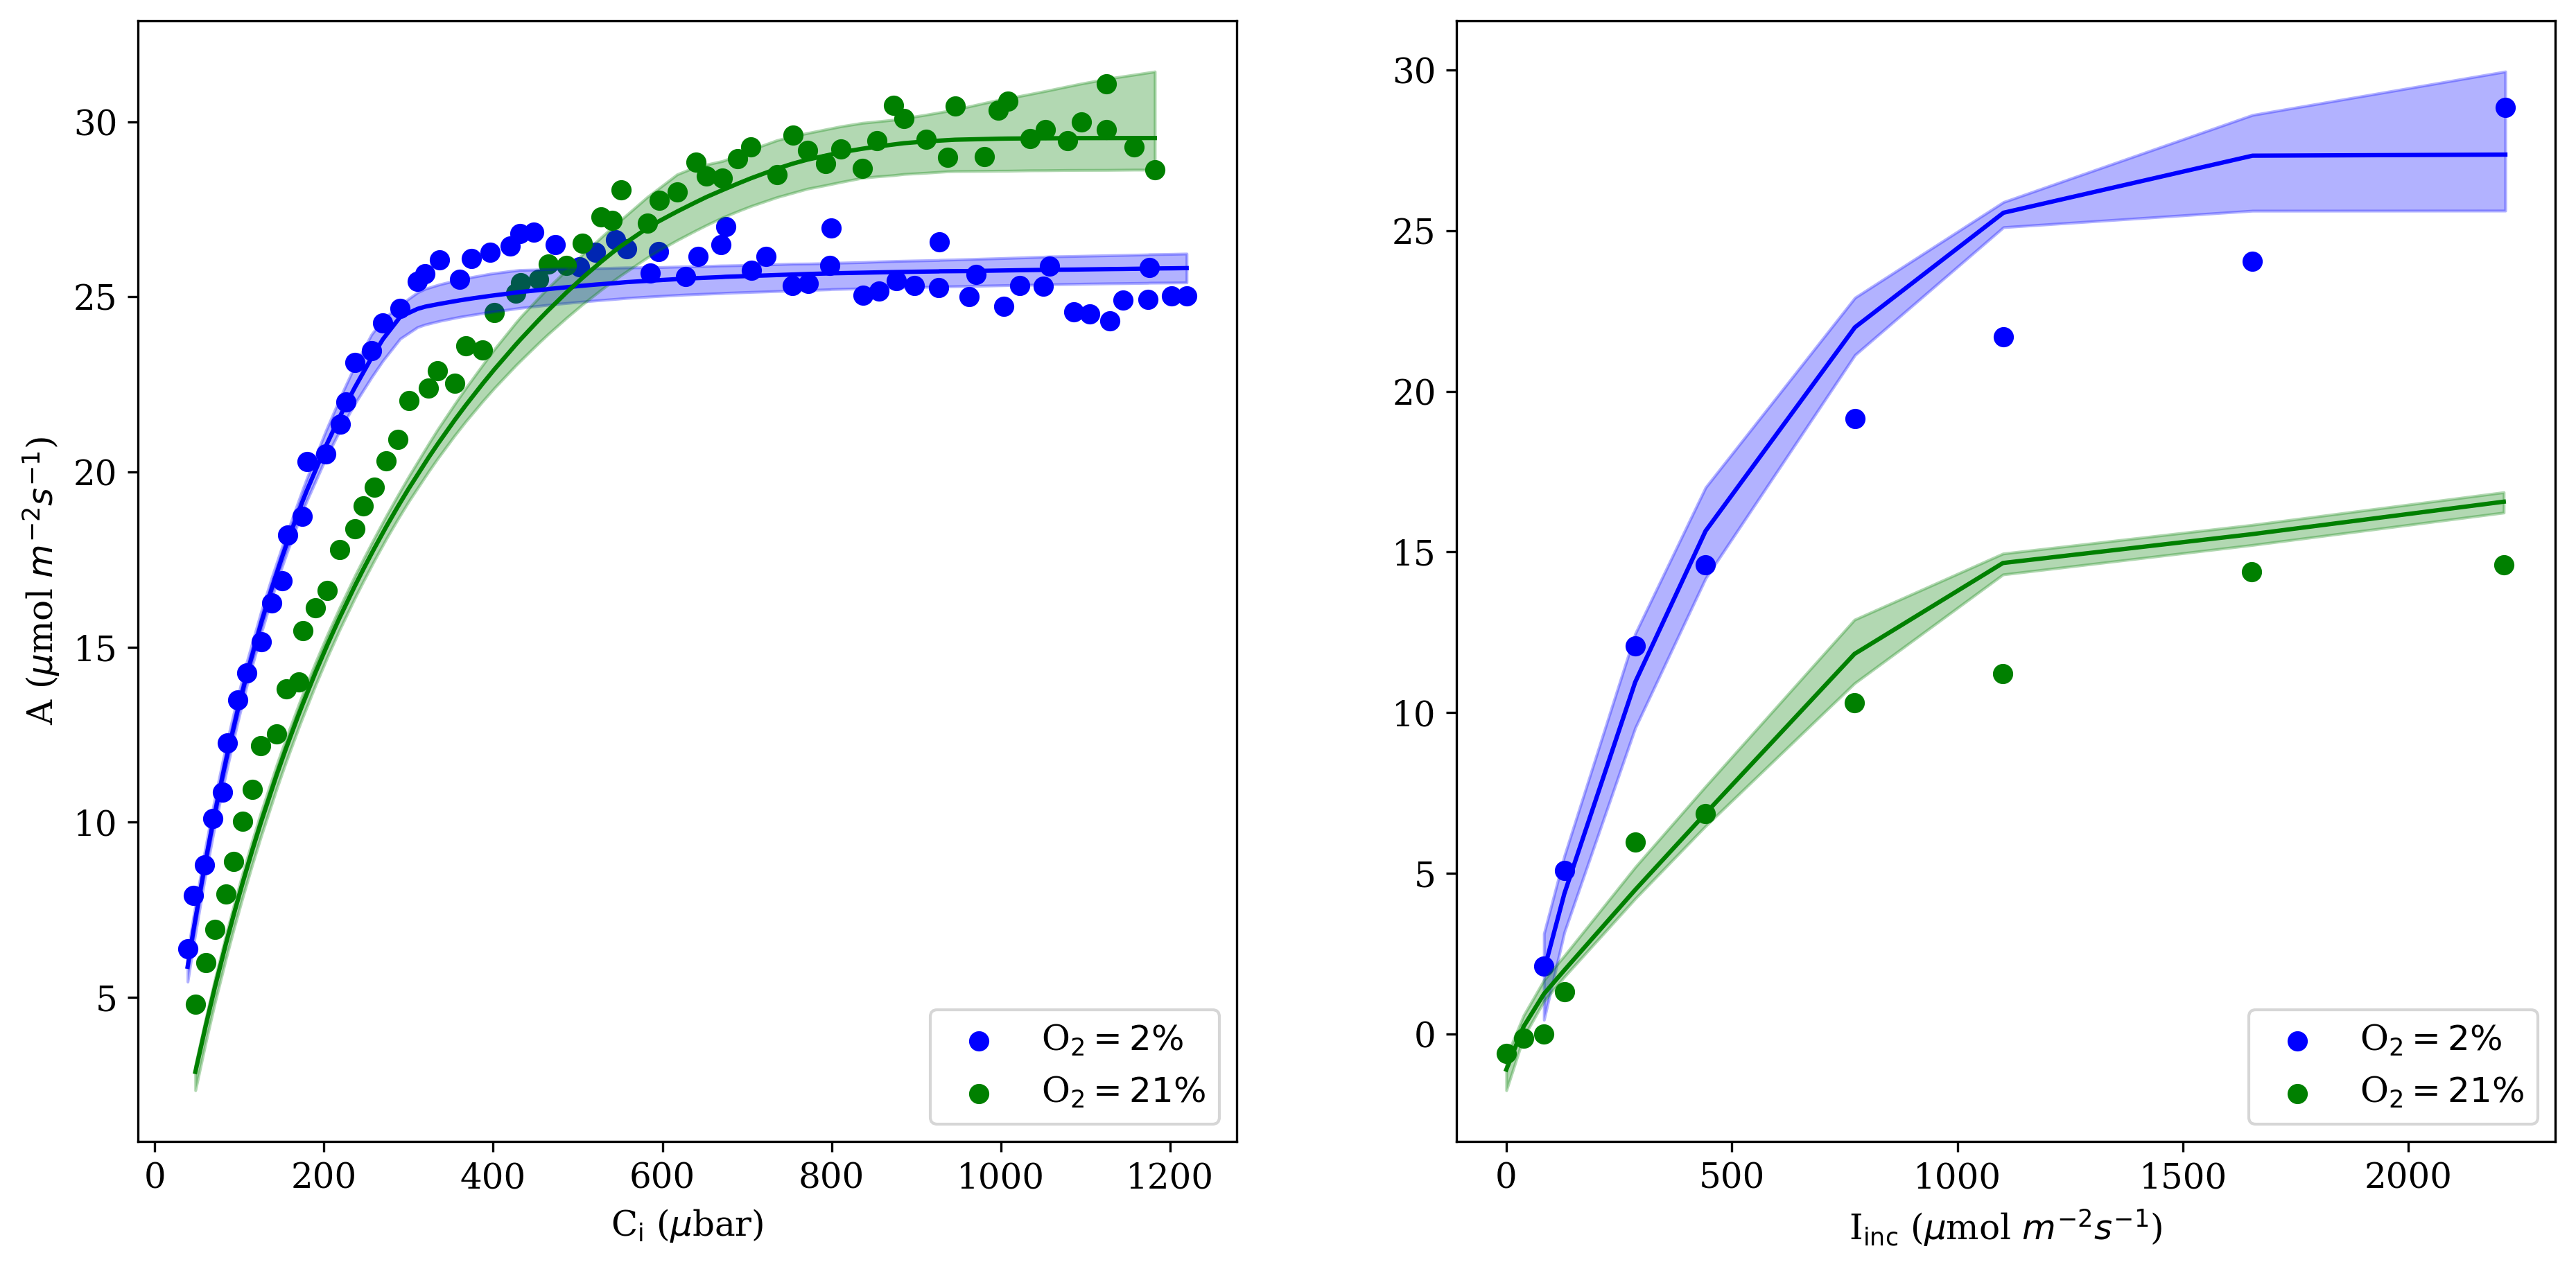 30
25
20
15
10
5
A (μmol m⁻²s⁻¹)
0 200 400 600 800 1000 1200
Cᵢ (μbar)
O₂ = 2%
O₂ = 21%
30
25
20
15
10
5
0
0 500 1000 1500 2000
I_inc (μmol m⁻²s⁻¹)
O₂ = 2%
O₂ = 21%